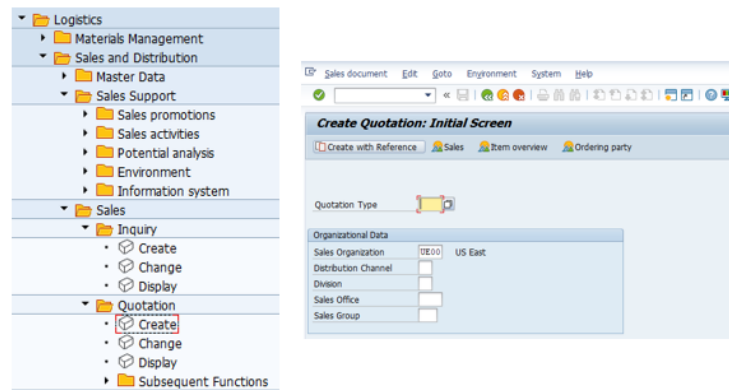 Logistics
Materials Management
Sales and Distribution
Master Data
Sales Support
Sales promotions
Sales activities
Potential analysis
Environment
Information system
Sales
Inquiry
Create
Change
Display
Quotation
Create
Change
Display
Subsequent Functions
Sales document Edit Goto Environment System Help
Create Quotation: Initial Screen
Create with Reference Sales Item overview Ordering party
Quotation Type
Organizational Data
Sales Organization UE00 US East
Distribution Channel
Division
Sales Office
Sales Group